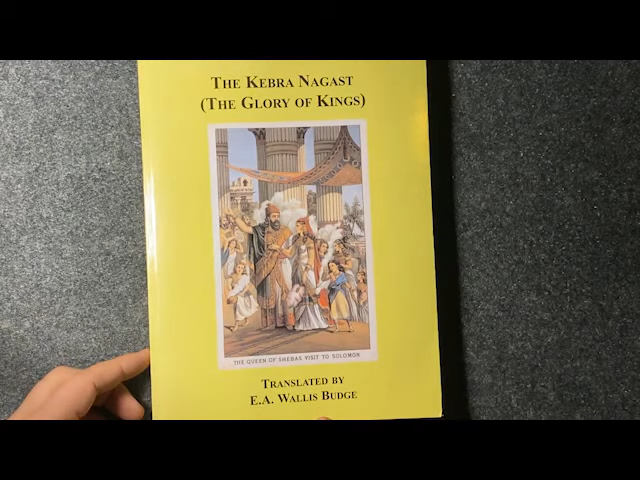 THE KEBRA NAGAST
(THE GLORY OF KINGS)
THE QUEEN OF SHEBAS VISIT TO SOLOMON
TRANSLATED BY
E.A. WALLIS BUDGE